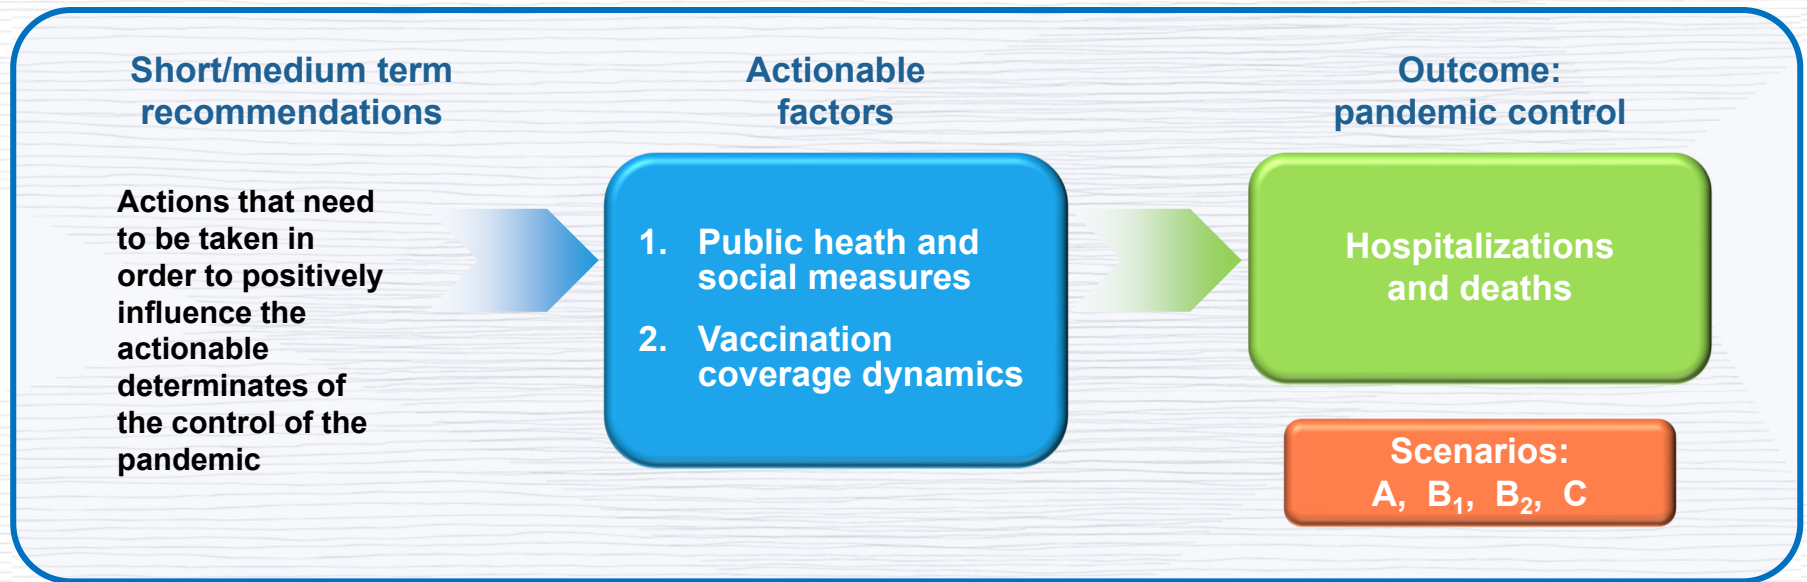 Short/medium term
recommendations
Actions that need
to be taken in
order to positively
influence the
actionable
determinates of
the control of the
pandemic
Actionable
factors
1. Public heath and
social measures
2. Vaccination
coverage dynamics
Outcome:
pandemic control
Hospitalizations
and deaths
Scenarios:
A, B₁, B₂, C